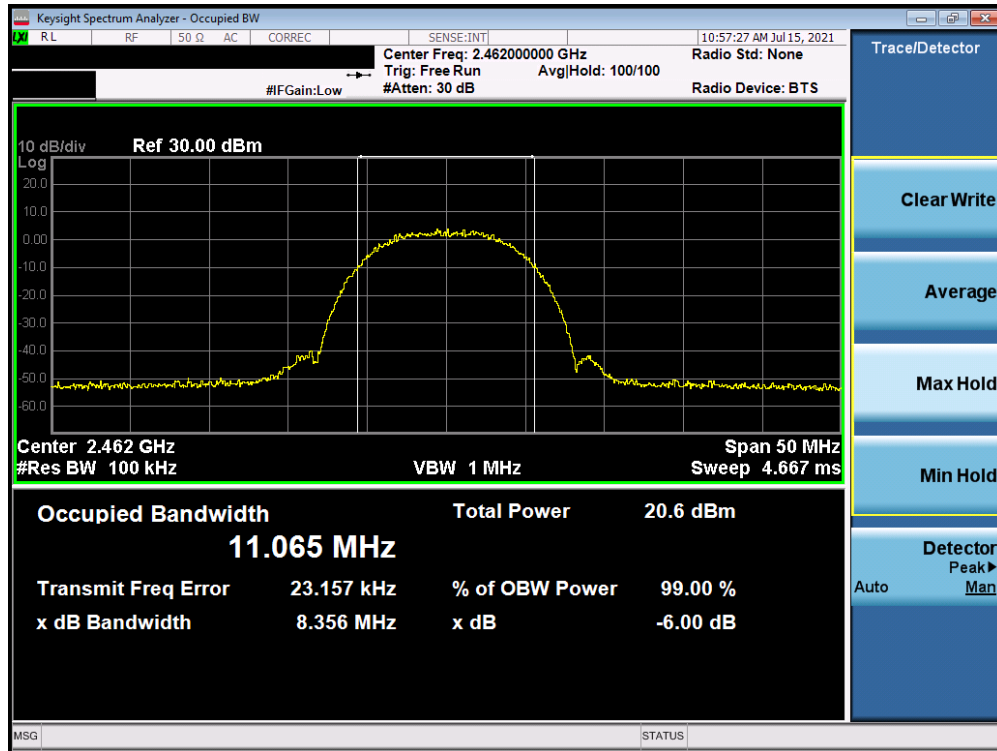 Keysight Spectrum Analyzer - Occupied BW
LXI RL RF 50 Ω AC CORREC SENSE:INT 10:57:27 AM Jul 15, 2021
Center Freq: 2.462000000 GHz Radio Std: None
Trig: Free Run Avg|Hold: 100/100
#IFGain:Low #Atten: 30 dB Radio Device: BTS
Trace/Detector
10 dB/div Ref 30.00 dBm
Log
20.0
10.0
0.00
-10.0
-20.0
-30.0
-40.0
-50.0
-60.0
Center 2.462 GHz Span 50 MHz
#Res BW 100 kHz VBW 1 MHz Sweep 4.667 ms
Clear Write
Average
Max Hold
Min Hold
Detector
Peak▶
Auto Man
Occupied Bandwidth Total Power 20.6 dBm
11.065 MHz
Transmit Freq Error 23.157 kHz % of OBW Power 99.00 %
x dB Bandwidth 8.356 MHz x dB -6.00 dB
MSG STATUS